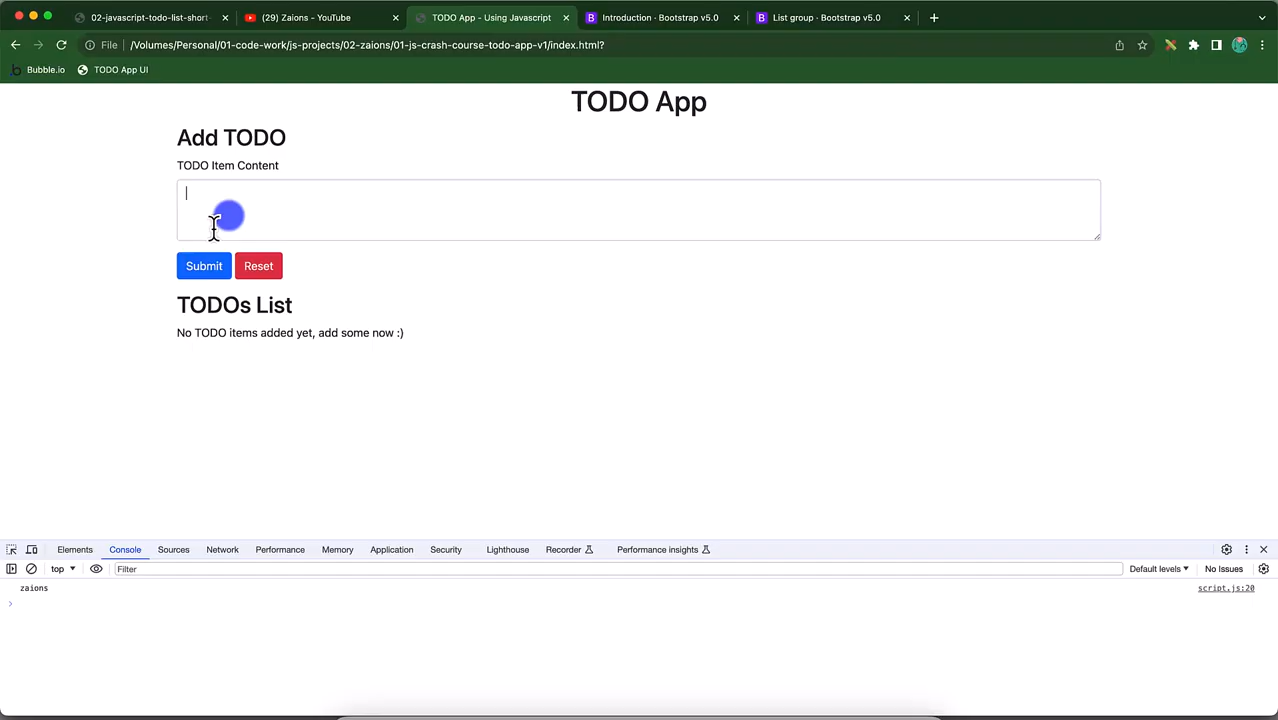 02-javascript-todo-list-short
(29) Zaions - YouTube
TODO App - Using Javascript
Introduction · Bootstrap v5.0
List group · Bootstrap v5.0
File
/Volumes/Personal/01-code-work/js-projects/02-zaions/01-js-crash-course-todo-app-v1/index.html?
Bubble.io
TODO App UI
TODO App
Add TODO
TODO Item Content
Submit
Reset
TODOs List
No TODO items added yet, add some now :)
Elements
Console
Sources
Network
Performance
Memory
Application
Security
Lighthouse
Recorder
Performance insights
top
Filter
Default levels
No Issues
zaions
script.js:20